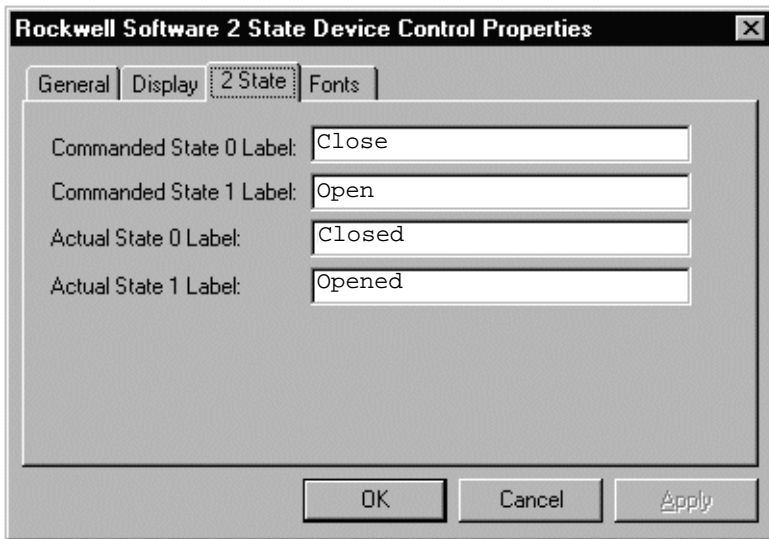 Rockwell Software 2 State Device Control Properties
General Display 2 State Fonts
Commanded State 0 Label: Close
Commanded State 1 Label: Open
Actual State 0 Label: Closed
Actual State 1 Label: Opened
OK Cancel Apply